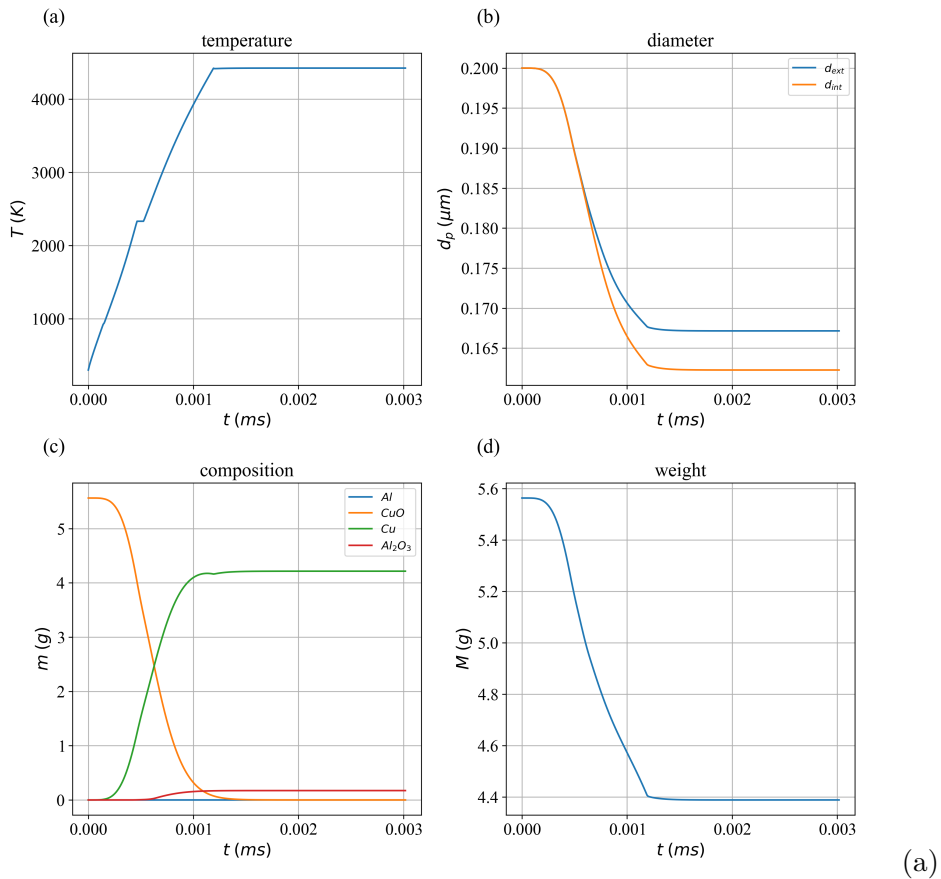 (a)
temperature
4000
3000
2000
1000
T (K)
0.000 0.001 0.002 0.003
t (ms)
(b)
diameter
d_ext
d_int
0.200
0.195
0.190
0.185
0.180
0.175
0.170
0.165
d_p (μm)
0.000 0.001 0.002 0.003
t (ms)
(c)
composition
Al
CuO
Cu
Al₂O₃
5
4
3
2
1
0
m (g)
0.000 0.001 0.002 0.003
t (ms)
(d)
weight
5.6
5.4
5.2
5.0
4.8
4.6
4.4
M (g)
0.000 0.001 0.002 0.003
t (ms)
(a)